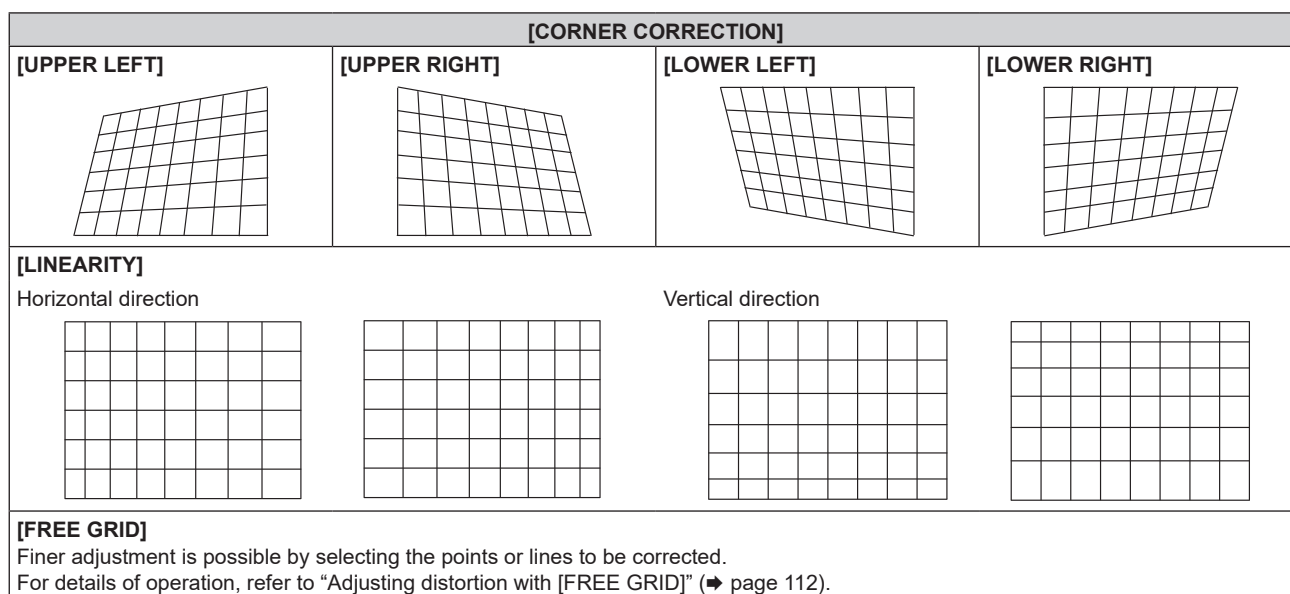 [CORNER CORRECTION]
[UPPER LEFT]
[UPPER RIGHT]
[LOWER LEFT]
[LOWER RIGHT]
[LINEARITY]
Horizontal direction
Vertical direction
[FREE GRID]
Finer adjustment is possible by selecting the points or lines to be corrected.
For details of operation, refer to “Adjusting distortion with [FREE GRID]” (➡ page 112).